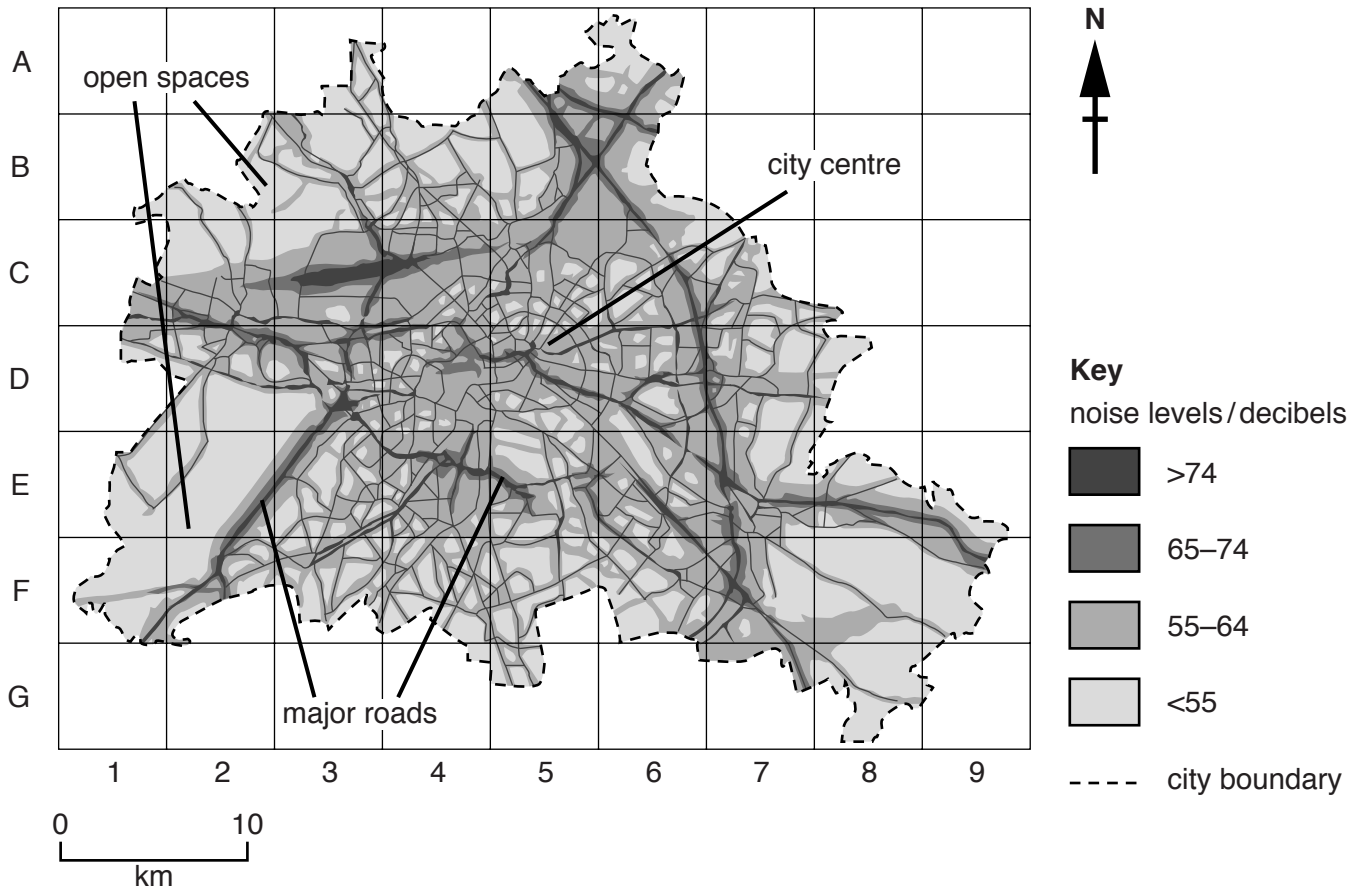 A
B
C
D
E
F
G
1 2 3 4 5 6 7 8 9
open spaces
city centre
major roads
0 10
km
N
Key
noise levels / decibels
>74
65–74
55–64
<55
city boundary